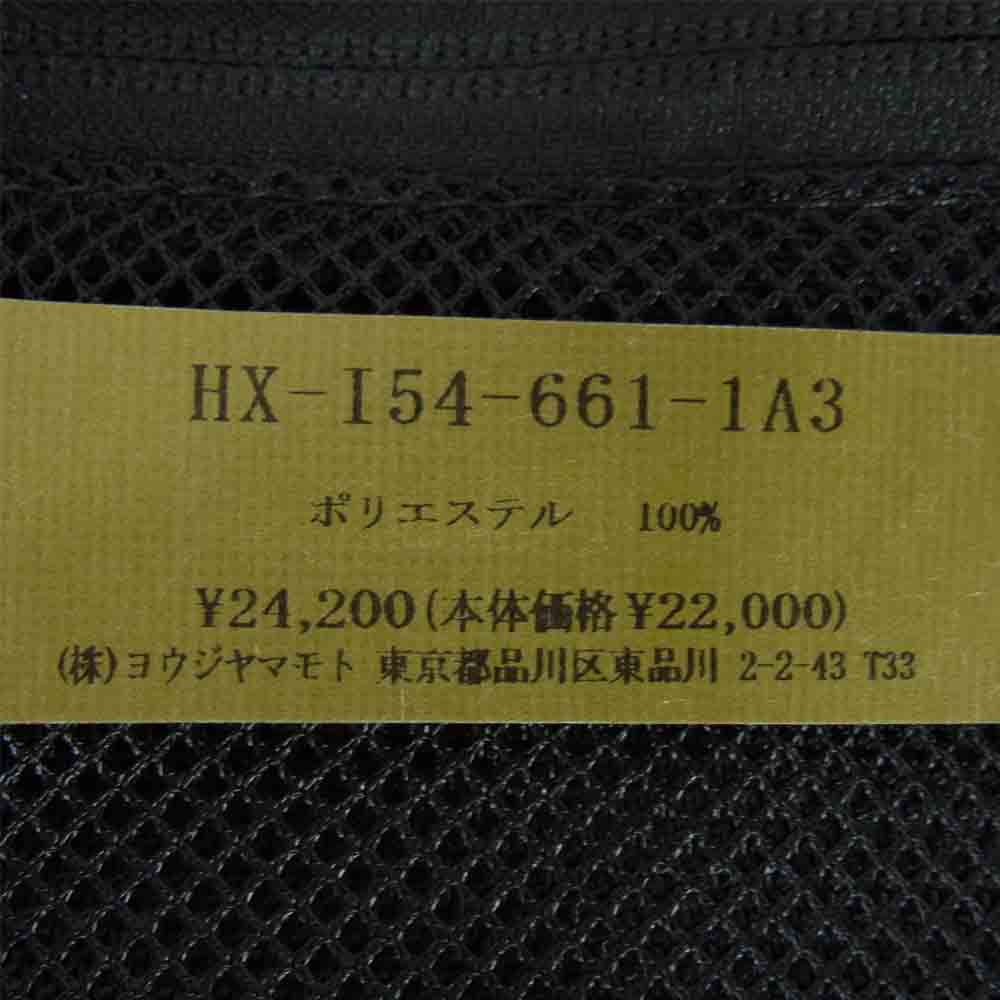 HX-I54-661-1A3
ポリエステル 100%
¥24,200(本体価格¥22,000)
(株)ヨウジヤマモト 東京都品川区東品川 2-2-43 T33